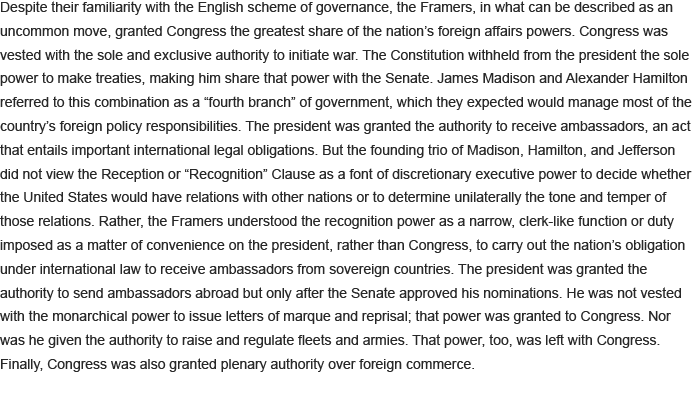 Despite their familiarity with the English scheme of governance, the Framers, in what can be described as an
uncommon move, granted Congress the greatest share of the nation’s foreign affairs powers. Congress was
vested with the sole and exclusive authority to initiate war. The Constitution withheld from the president the sole
power to make treaties, making him share that power with the Senate. James Madison and Alexander Hamilton
referred to this combination as a “fourth branch” of government, which they expected would manage most of the
country’s foreign policy responsibilities. The president was granted the authority to receive ambassadors, an act
that entails important international legal obligations. But the founding trio of Madison, Hamilton, and Jefferson
did not view the Reception or “Recognition” Clause as a font of discretionary executive power to decide whether
the United States would have relations with other nations or to determine unilaterally the tone and temper of
those relations. Rather, the Framers understood the recognition power as a narrow, clerk-like function or duty
imposed as a matter of convenience on the president, rather than Congress, to carry out the nation’s obligation
under international law to receive ambassadors from sovereign countries. The president was granted the
authority to send ambassadors abroad but only after the Senate approved his nominations. He was not vested
with the monarchical power to issue letters of marque and reprisal; that power was granted to Congress. Nor
was he given the authority to raise and regulate fleets and armies. That power, too, was left with Congress.
Finally, Congress was also granted plenary authority over foreign commerce.